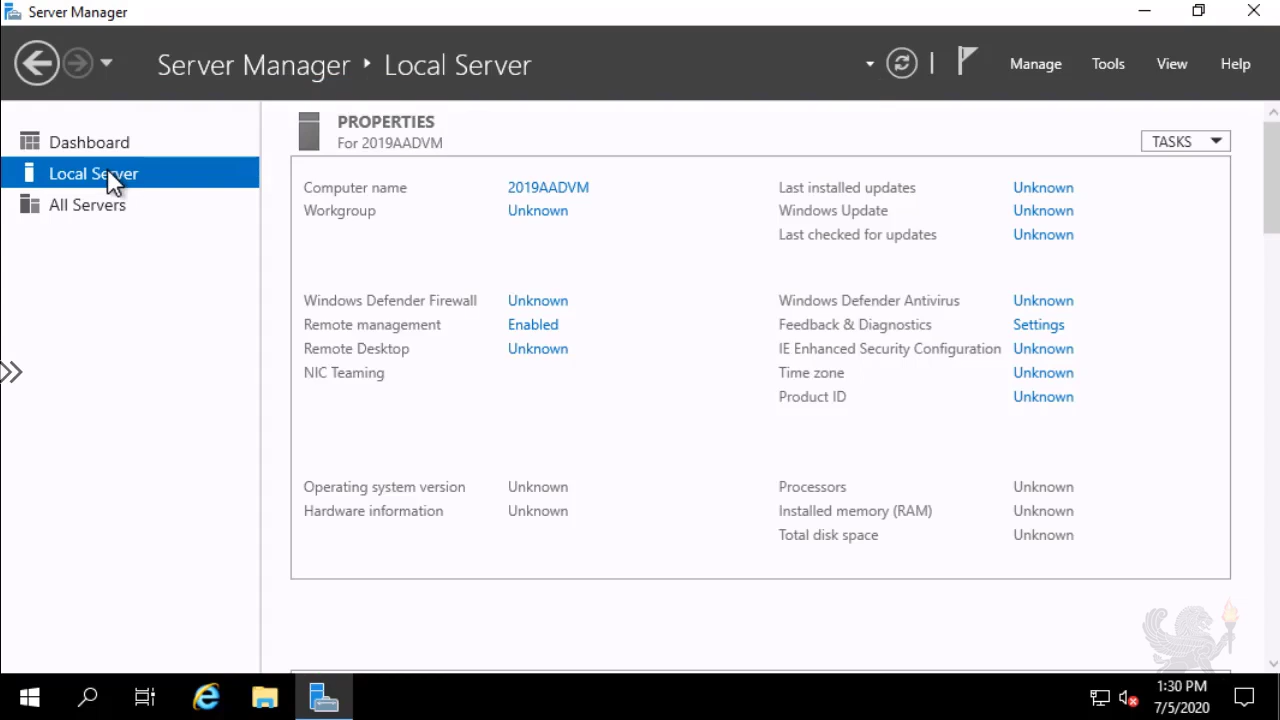 Server Manager
Server Manager ‣ Local Server
Manage Tools View Help
Dashboard
Local Server
All Servers
PROPERTIES
For 2019AADVM
TASKS
Computer name 2019AADVM
Workgroup Unknown
Last installed updates Unknown
Windows Update Unknown
Last checked for updates Unknown
Windows Defender Firewall Unknown
Remote management Enabled
Remote Desktop Unknown
NIC Teaming
Windows Defender Antivirus Unknown
Feedback & Diagnostics Settings
IE Enhanced Security Configuration Unknown
Time zone Unknown
Product ID Unknown
Operating system version Unknown
Hardware information Unknown
Processors Unknown
Installed memory (RAM) Unknown
Total disk space Unknown
1:30 PM
7/5/2020